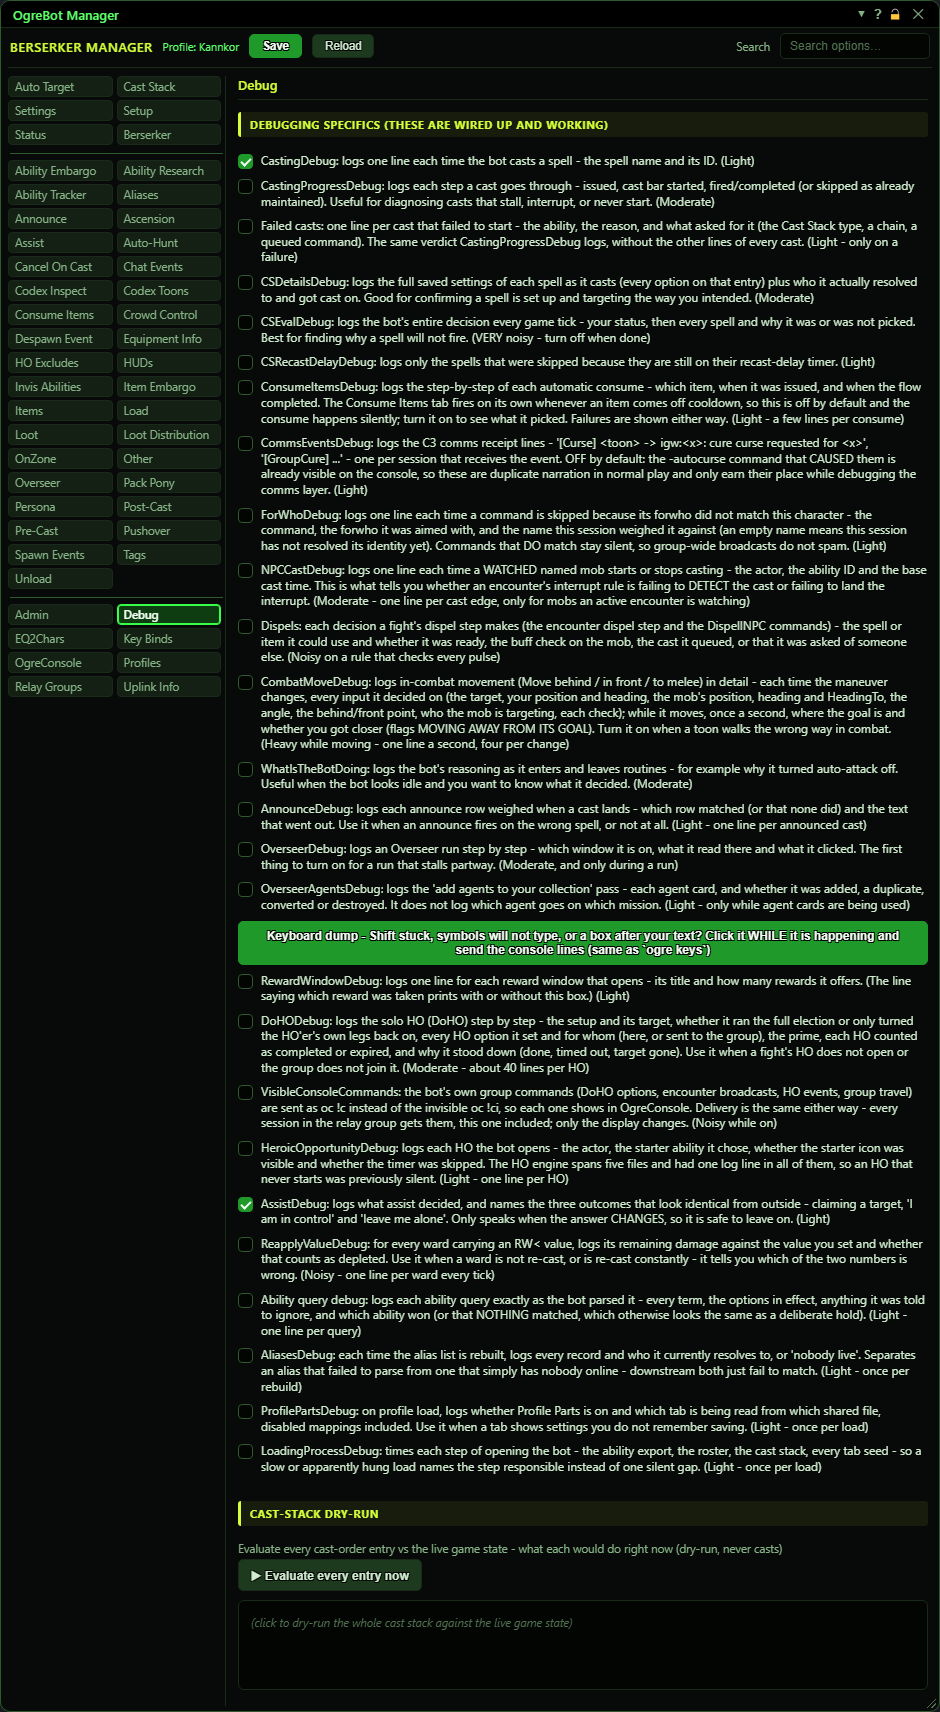 OgreBot Manager
?
BERSERKER MANAGER Profile: Kannkor Save Reload Search Search options...
Auto Target Cast Stack
Settings Setup
Status Berserker
Ability Embargo Ability Research
Ability Tracker Aliases
Announce Ascension
Assist Auto-Hunt
Cancel On Cast Chat Events
Codex Inspect Codex Toons
Consume Items Crowd Control
Despawn Event Equipment Info
HO Excludes HUDs
Invis Abilities Item Embargo
Items Load
Loot Loot Distribution
OnZone Other
Overseer Pack Pony
Persona Post-Cast
Pre-Cast Pushover
Spawn Events Tags
Unload
Admin Debug
EQ2Chars Key Binds
OgreConsole Profiles
Relay Groups Uplink Info
Debug
DEBUGGING SPECIFICS (THESE ARE WIRED UP AND WORKING)
CastingDebug: logs one line each time the bot casts a spell - the spell name and its ID. (Light)
CastingProgressDebug: logs each step a cast goes through - issued, cast bar started, fired/completed (or skipped as already
maintained). Useful for diagnosing casts that stall, interrupt, or never start. (Moderate)
Failed casts: one line per cast that failed to start - the ability, the reason, and what asked for it (the Cast Stack type, a chain, a
queued command). The same verdict CastingProgressDebug logs, without the other lines of every cast. (Light - only on a
failure)
CSDetailsDebug: logs the full saved settings of each spell as it casts (every option on that entry) plus who it actually resolved
to and got cast on. Good for confirming a spell is set up and targeting the way you intended. (Moderate)
CSEvalDebug: logs the bot's entire decision every game tick - your status, then every spell and why it was or was not picked.
Best for finding why a spell will not fire. (VERY noisy - turn off when done)
CSRecastDelayDebug: logs only the spells that were skipped because they are still on their recast-delay timer. (Light)
ConsumeItemsDebug: logs the step-by-step of each automatic consume - which item, when it was issued, and when the flow
completed. The Consume Items tab fires on its own whenever an item comes off cooldown, so this is off by default and the
consume happens silently; turn it on to see what it picked. Failures are shown either way. (Light - a few lines per consume)
CommsEventsDebug: logs the C3 comms receipt lines - '[Curse] <toon> -> igw:<x>: cure curse requested for <x>',
'[GroupCure] ...' - one per session that receives the event. OFF by default: the -autocurse command that CAUSED them is
already visible on the console, so these are duplicate narration in normal play and only earn their place while debugging the
comms layer. (Light)
ForWhoDebug: logs one line each time a command is skipped because its forwho did not match this character - the
command, the forwho it was aimed with, and the name this session weighed it against (an empty name means this session
has not resolved its identity yet). Commands that DO match stay silent, so group-wide broadcasts do not spam. (Light)
NPCCastDebug: logs one line each time a WATCHED named mob starts or stops casting - the actor, the ability ID and the base
cast time. This is what tells you whether an encounter's interrupt rule is failing to DETECT the cast or failing to land the
interrupt. (Moderate - one line per cast edge, only for mobs an active encounter is watching)
Dispels: each decision a fight's dispel step makes (the encounter dispel step and the DispellNPC commands) - the spell or
item it could use and whether it was ready, the buff check on the mob, the cast it queued, or that it was asked of someone
else. (Noisy on a rule that checks every pulse)
CombatMoveDebug: logs in-combat movement (Move behind / in front / to melee) in detail - each time the maneuver
changes, every input it decided on (the target, your position and heading, the mob's position, heading and HeadingTo, the
angle, the behind/front point, who the mob is targeting, each check); while it moves, once a second, where the goal is and
whether you got closer (flags MOVING AWAY FROM ITS GOAL). Turn it on when a toon walks the wrong way in combat.
(Heavy while moving - one line a second, four per change)
WhatIsTheBotDoing: logs the bot's reasoning as it enters and leaves routines - for example why it turned auto-attack off.
Useful when the bot looks idle and you want to know what it decided. (Moderate)
AnnounceDebug: logs each announce row weighed when a cast lands - which row matched (or that none did) and the text
that went out. Use it when an announce fires on the wrong spell, or not at all. (Light - one line per announced cast)
OverseerDebug: logs an Overseer run step by step - which window it is on, what it read there and what it clicked. The first
thing to turn on for a run that stalls partway. (Moderate, and only during a run)
OverseerAgentsDebug: logs the 'add agents to your collection' pass - each agent card, and whether it was added, a duplicate,
converted or destroyed. It does not log which agent goes on which mission. (Light - only while agent cards are being used)
Keyboard dump - Shift stuck, symbols will not type, or a box after your text? Click it WHILE it is happening and
send the console lines (same as `ogre keys`)
RewardWindowDebug: logs one line for each reward window that opens - its title and how many rewards it offers. (The line
saying which reward was taken prints with or without this box.) (Light)
DoHODebug: logs the solo HO (DoHO) step by step - the setup and its target, whether it ran the full election or only turned
the HO'er's own legs back on, every HO option it set and for whom (here, or sent to the group), the prime, each HO counted
as completed or expired, and why it stood down (done, timed out, target gone). Use it when a fight's HO does not open or
the group does not join it. (Moderate - about 40 lines per HO)
VisibleConsoleCommands: the bot's own group commands (DoHO options, encounter broadcasts, HO events, group travel)
are sent as oc !c instead of the invisible oc !ci, so each one shows in OgreConsole. Delivery is the same either way - every
session in the relay group gets them, this one included; only the display changes. (Noisy while on)
HeroicOpportunityDebug: logs each HO the bot opens - the actor, the starter ability it chose, whether the starter icon was
visible and whether the timer was skipped. The HO engine spans five files and had one log line in all of them, so an HO that
never starts was previously silent. (Light - one line per HO)
AssistDebug: logs what assist decided, and names the three outcomes that look identical from outside - claiming a target, 'I
am in control' and 'leave me alone'. Only speaks when the answer CHANGES, so it is safe to leave on. (Light)
ReapplyValueDebug: for every ward carrying an RW< value, logs its remaining damage against the value you set and whether
that counts as depleted. Use it when a ward is not re-cast, or is re-cast constantly - it tells you which of the two numbers is
wrong. (Noisy - one line per ward every tick)
Ability query debug: logs each ability query exactly as the bot parsed it - every term, the options in effect, anything it was told
to ignore, and which ability won (or that NOTHING matched, which otherwise looks the same as a deliberate hold). (Light -
one line per query)
AliasesDebug: each time the alias list is rebuilt, logs every record and who it currently resolves to, or 'nobody live'. Separates
an alias that failed to parse from one that simply has nobody online - downstream both just fail to match. (Light - once per
rebuild)
ProfilePartsDebug: on profile load, logs whether Profile Parts is on and which tab is being read from which shared file,
disabled mappings included. Use it when a tab shows settings you do not remember saving. (Light - once per load)
LoadingProcessDebug: times each step of opening the bot - the ability export, the roster, the cast stack, every tab seed - so a
slow or apparently hung load names the step responsible instead of one silent gap. (Light - once per load)
CAST-STACK DRY-RUN
Evaluate every cast-order entry vs the live game state - what each would do right now (dry-run, never casts)
▶ Evaluate every entry now
(click to dry-run the whole cast stack against the live game state)